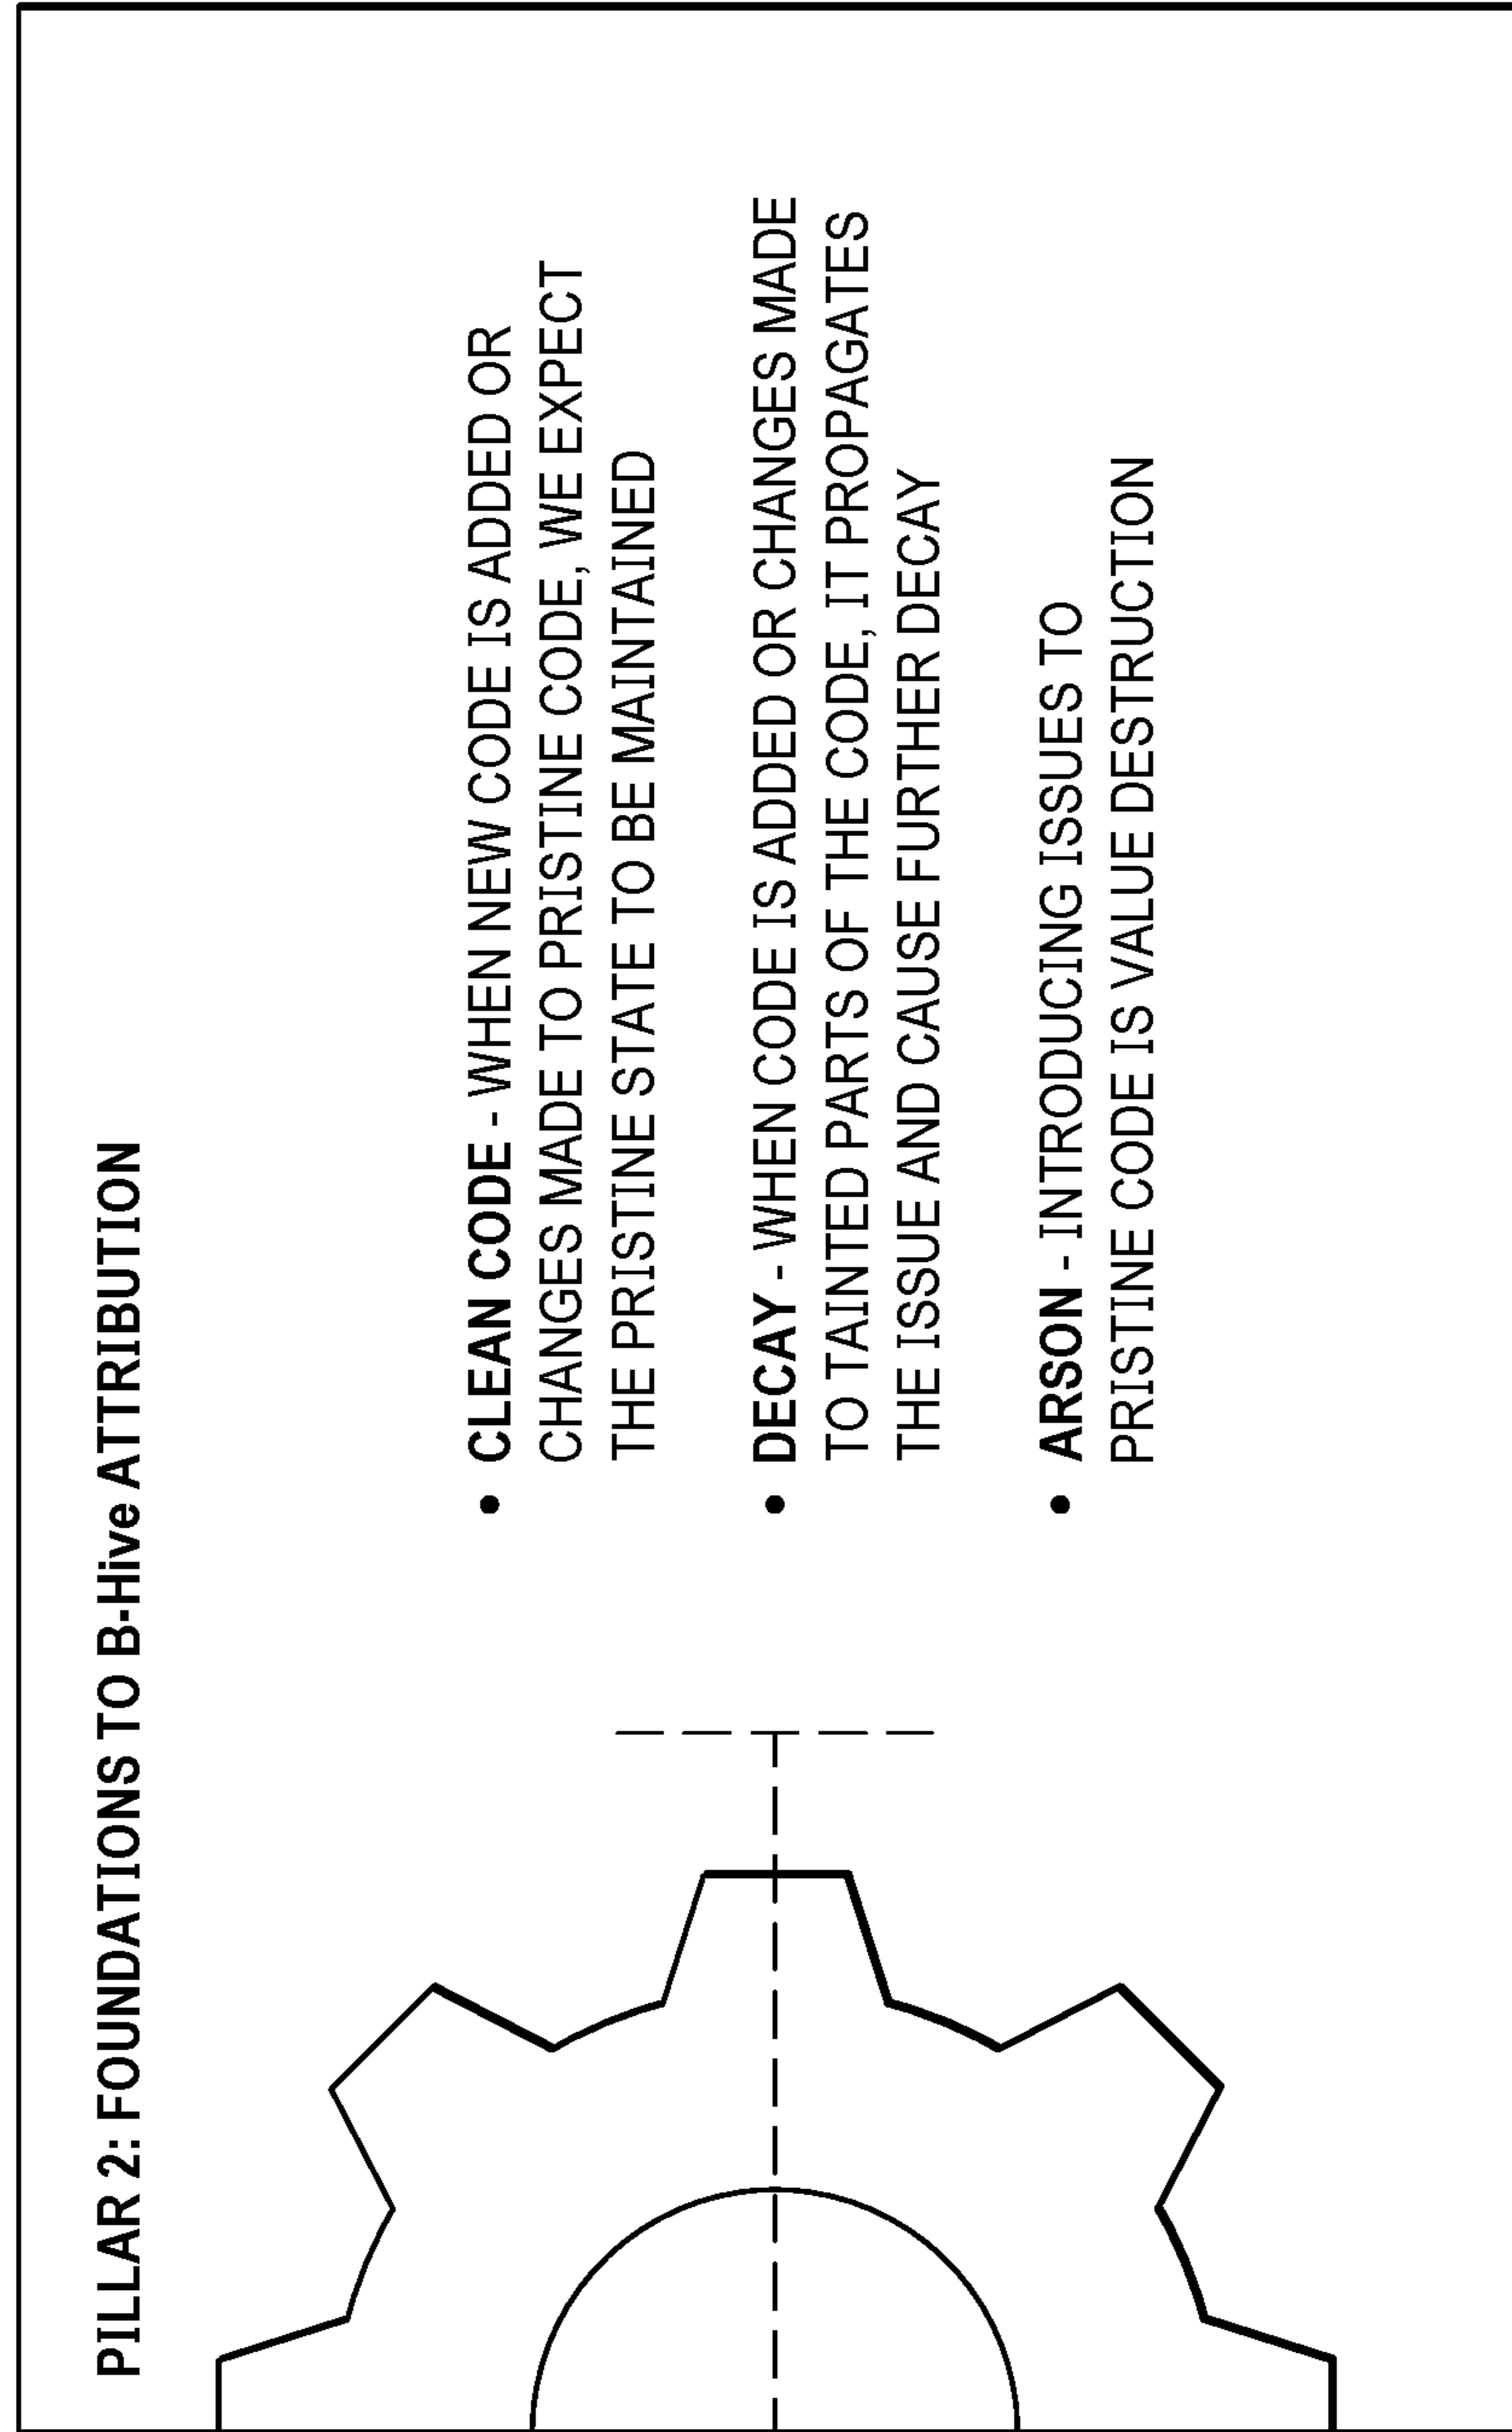 PILLAR 2: FOUNDATIONS TO B-Hive ATTRIBUTION
• CLEAN CODE - WHEN NEW CODE IS ADDED OR
CHANGES MADE TO PRISTINE CODE, WE EXPECT
THE PRISTINE STATE TO BE MAINTAINED
• DECAY - WHEN CODE IS ADDED OR CHANGES MADE
TO TAINTED PARTS OF THE CODE, IT PROPAGATES
THE ISSUE AND CAUSE FURTHER DECAY
• ARSON - INTRODUCING ISSUES TO
PRISTINE CODE IS VALUE DESTRUCTION